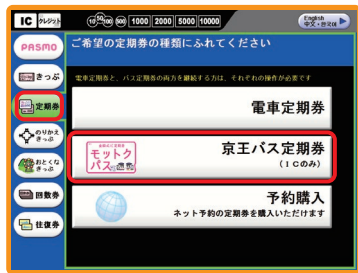 IC クレジット
10 50 100 500 1000 2000 5000 10000
English
中文・한국어
PASMO
ご希望の定期券の種類にふれてください
きっぷ
電車定期券と、バス定期券の両方を継続する方は、それぞれの操作が必要です
定期券
電車定期券
のりかえ
きっぷ
モットク
パス
京王バス定期券
（ICのみ）
おとくな
きっぷ
回数券
予約購入
ネット予約の定期券を購入いただけます
往復券